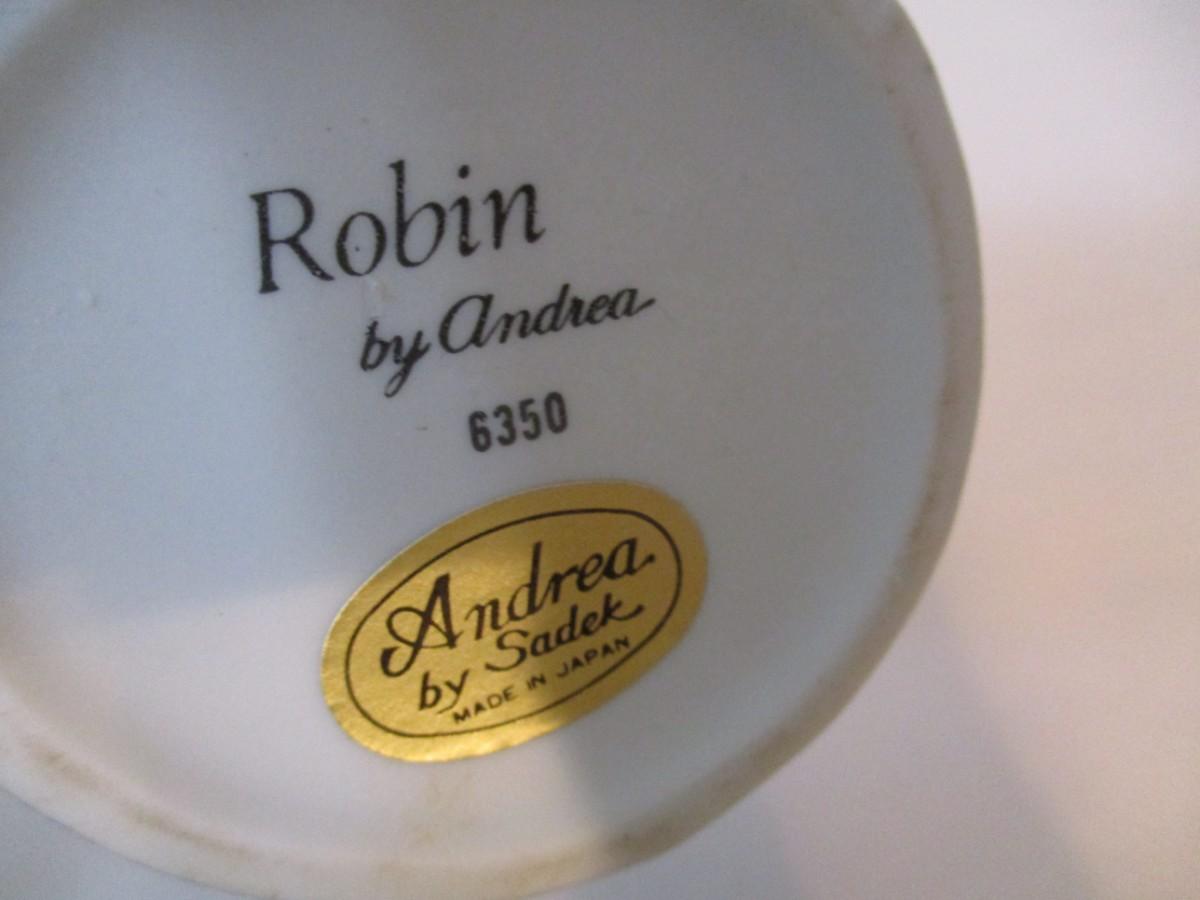 Robin
by Andrea
6350
Andrea
by Sadek
MADE IN JAPAN